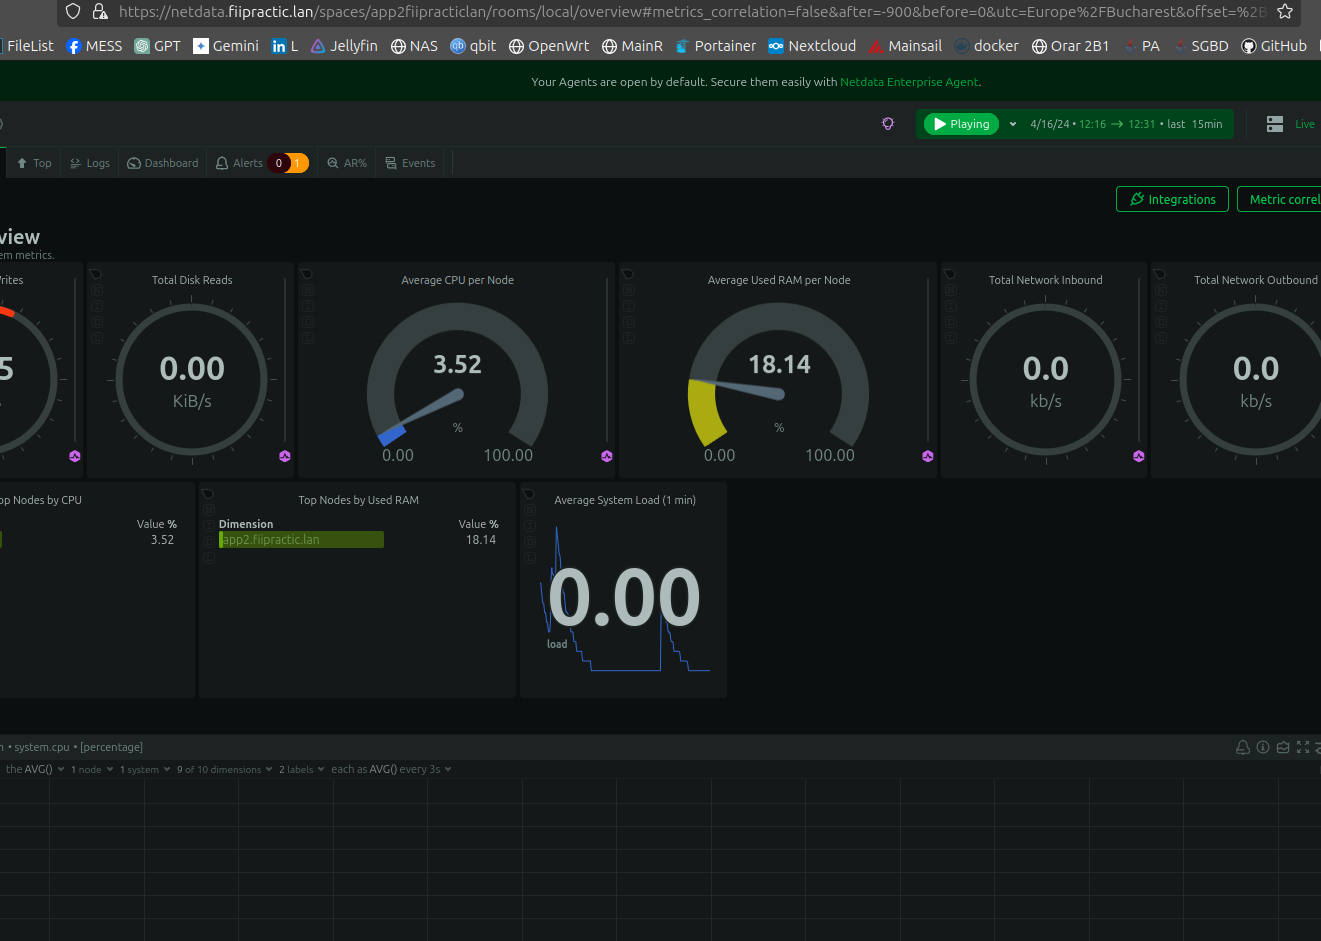 https://netdata.fiipractic.lan/spaces/app2fiipracticlan/rooms/local/overview#metrics_correlation=false&after=-900&before=0&utc=Europe%2FBucharest&offset=%2B
FileList MESS GPT Gemini L Jellyfin NAS qbit OpenWrt MainR Portainer Nextcloud Mainsail docker Orar 2B1 PA SGBD GitHub
Your Agents are open by default. Secure them easily with Netdata Enterprise Agent.
Playing 4/16/24 • 12:16 → 12:31 • last 15min Live
Top Logs Dashboard Alerts 0 1 AR% Events
Integrations Metric correl
view
em metrics.
Total Disk Reads Average CPU per Node Average Used RAM per Node Total Network Inbound Total Network Outbound
5 0.00 3.52 18.14 0.0 0.0
KiB/s % % kb/s kb/s
0.00 100.00 0.00 100.00
op Nodes by CPU Top Nodes by Used RAM Average System Load (1 min)
Value % Dimension Value %
3.52 app2.fiipractic.lan 18.14
0.00
load
• system.cpu • [percentage]
the AVG() 1 node 1 system 9 of 10 dimensions 2 labels each as AVG() every 3s